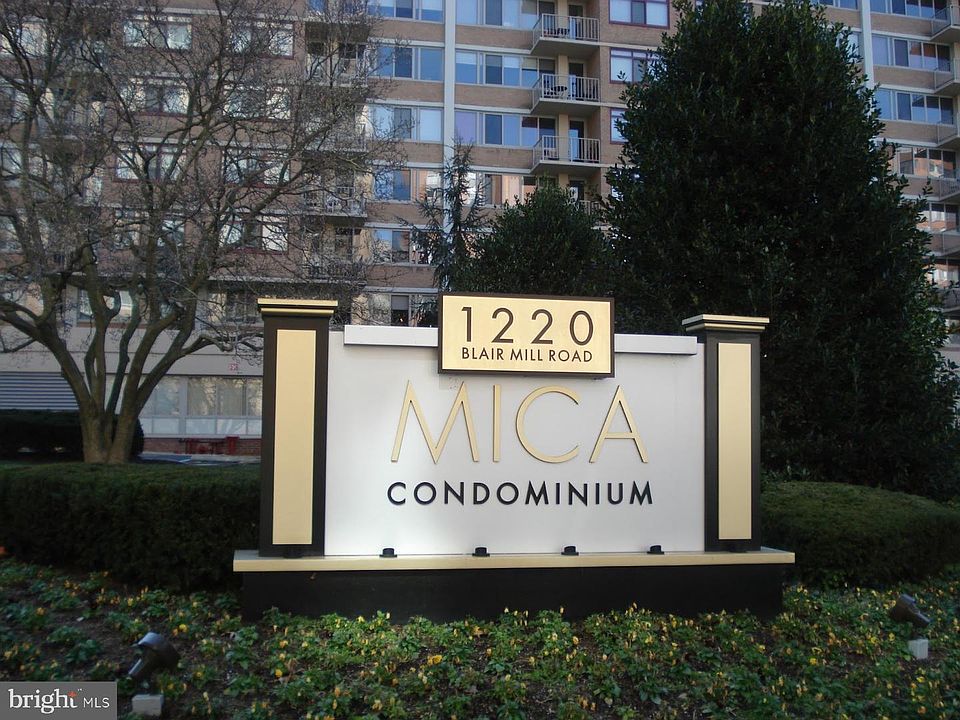 1220
BLAIR MILL ROAD
MICA
CONDOMINIUM
bright MLS